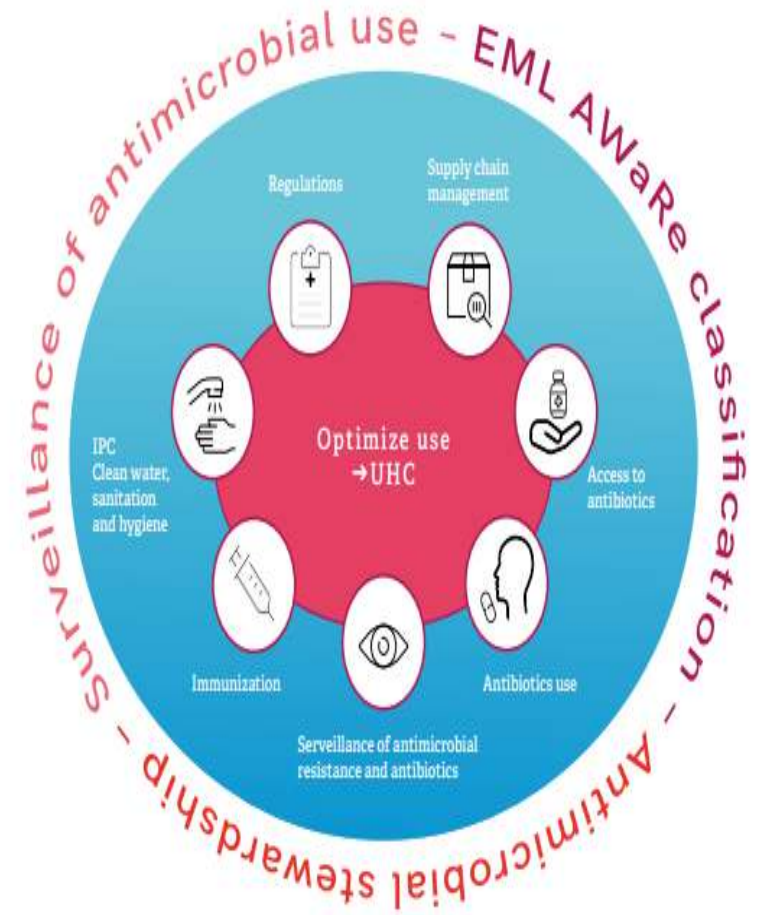 Surveillance of antimicrobial use – EML AWaRe classification – Antimicrobial stewardship –
Regulations
Supply chain
management
IPC
Clean water,
sanitation
and hygiene
Optimize use
➔UHC
Access to
antibiotics
Immunization
Antibiotics use
Serveillance of antimicrobial
resistance and antibiotics